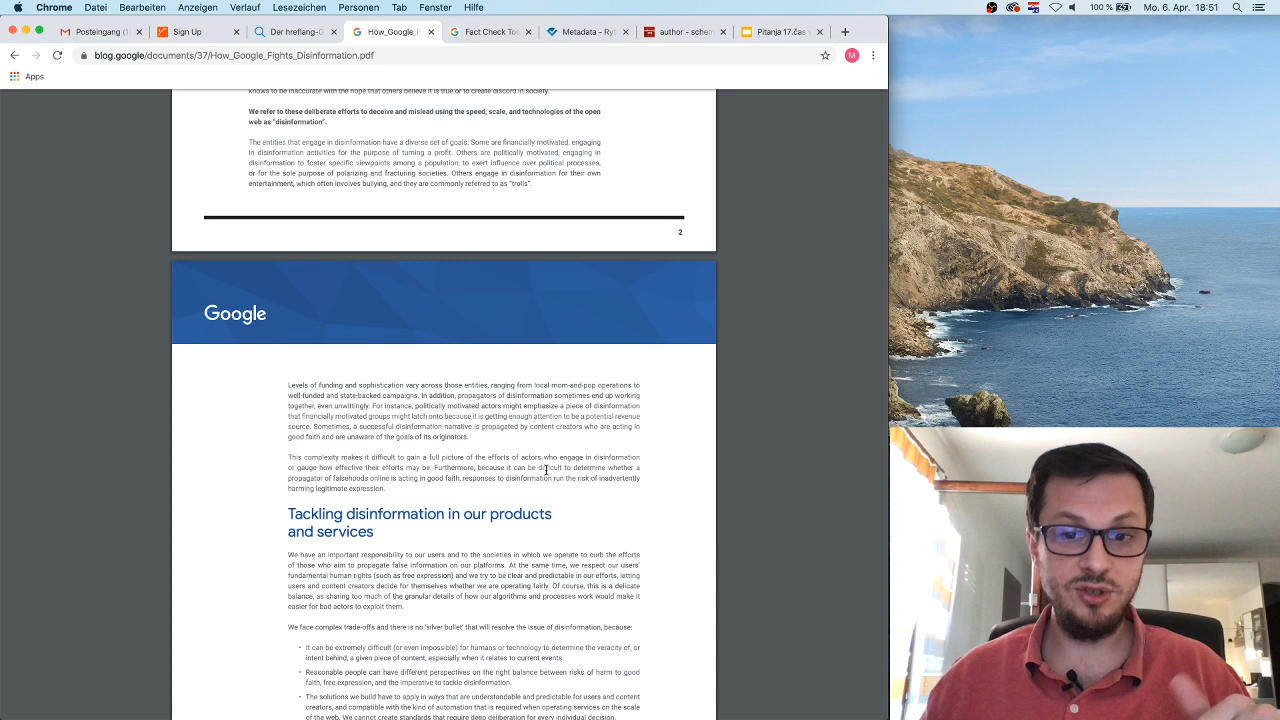 Chrome Datei Bearbeiten Anzeigen Verlauf Lesezeichen Personen Tab Fenster Hilfe 100 % Mo. 6. Apr. 18:51
Posteingang (1 Sign Up Der hreflang-G How_Google_F Fact Check To Metadata - Ryt author - schem Pitanja 17.čas s
blog.google/documents/37/How_Google_Fights_Disinformation.pdf M
Apps
knows to be inaccurate with the hope that others believe it is true or to create discord in society.
We refer to these deliberate efforts to deceive and mislead using the speed, scale, and technologies of the open
web as "disinformation".
The entities that engage in disinformation have a diverse set of goals. Some are financially motivated, engaging
in disinformation activities for the purpose of turning a profit. Others are politically motivated, engaging in
disinformation to foster specific viewpoints among a population, to exert influence over political processes,
or for the sole purpose of polarizing and fracturing societies. Others engage in disinformation for their own
entertainment, which often involves bullying, and they are commonly referred to as "trolls".
2
Google
Levels of funding and sophistication vary across those entities, ranging from local mom-and-pop operations to
well-funded and state-backed campaigns. In addition, propagators of disinformation sometimes end up working
together, even unwittingly. For instance, politically motivated actors might emphasize a piece of disinformation
that financially motivated groups might latch onto because it is getting enough attention to be a potential revenue
source. Sometimes, a successful disinformation narrative is propagated by content creators who are acting in
good faith and are unaware of the goals of its originators.
This complexity makes it difficult to gain a full picture of the efforts of actors who engage in disinformation
or gauge how effective their efforts may be. Furthermore, because it can be difficult to determine whether a
propagator of falsehoods online is acting in good faith, responses to disinformation run the risk of inadvertently
harming legitimate expression.
Tackling disinformation in our products
and services
We have an important responsibility to our users and to the societies in which we operate to curb the efforts
of those who aim to propagate false information on our platforms. At the same time, we respect our users'
fundamental human rights (such as free expression) and we try to be clear and predictable in our efforts, letting
users and content creators decide for themselves whether we are operating fairly. Of course, this is a delicate
balance, as sharing too much of the granular details of how our algorithms and processes work would make it
easier for bad actors to exploit them.
We face complex trade-offs and there is no 'silver bullet' that will resolve the issue of disinformation, because:
• It can be extremely difficult (or even impossible) for humans or technology to determine the veracity of, or
intent behind, a given piece of content, especially when it relates to current events.
• Reasonable people can have different perspectives on the right balance between risks of harm to good
faith, free expression, and the imperative to tackle disinformation.
• The solutions we build have to apply in ways that are understandable and predictable for users and content
creators, and compatible with the kind of automation that is required when operating services on the scale
of the web. We cannot create standards that require deep deliberation for every individual decision.